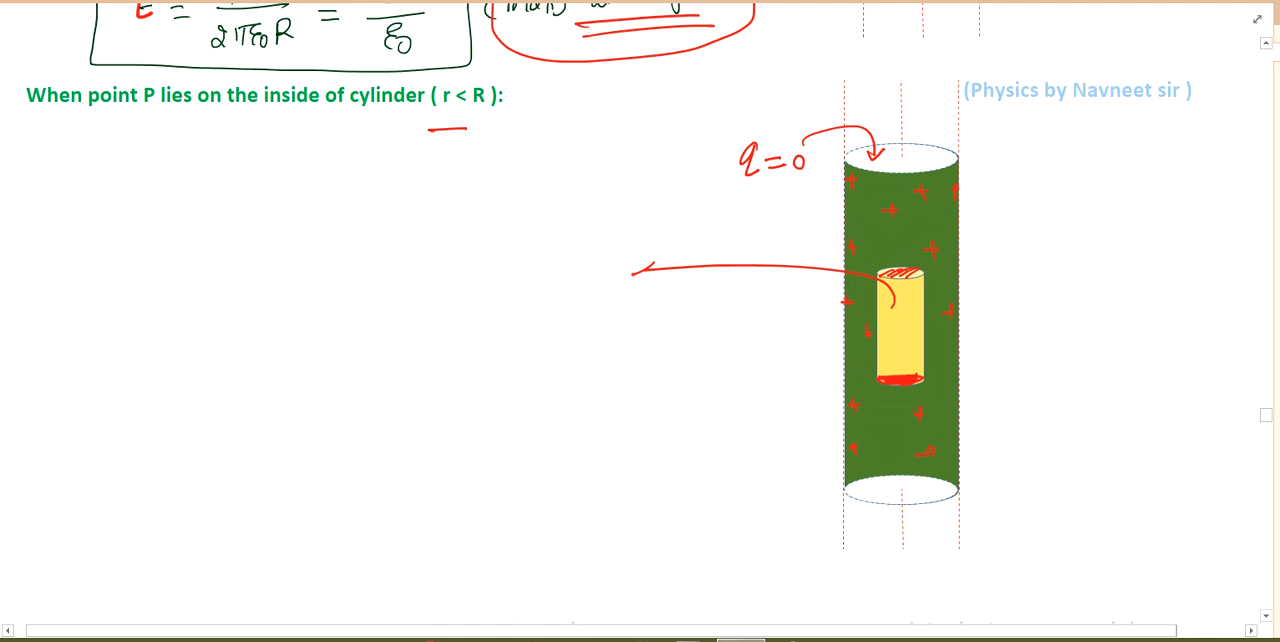 E = 2πε₀R = ε₀
When point P lies on the inside of cylinder ( r < R ):
(Physics by Navneet sir )
q=0